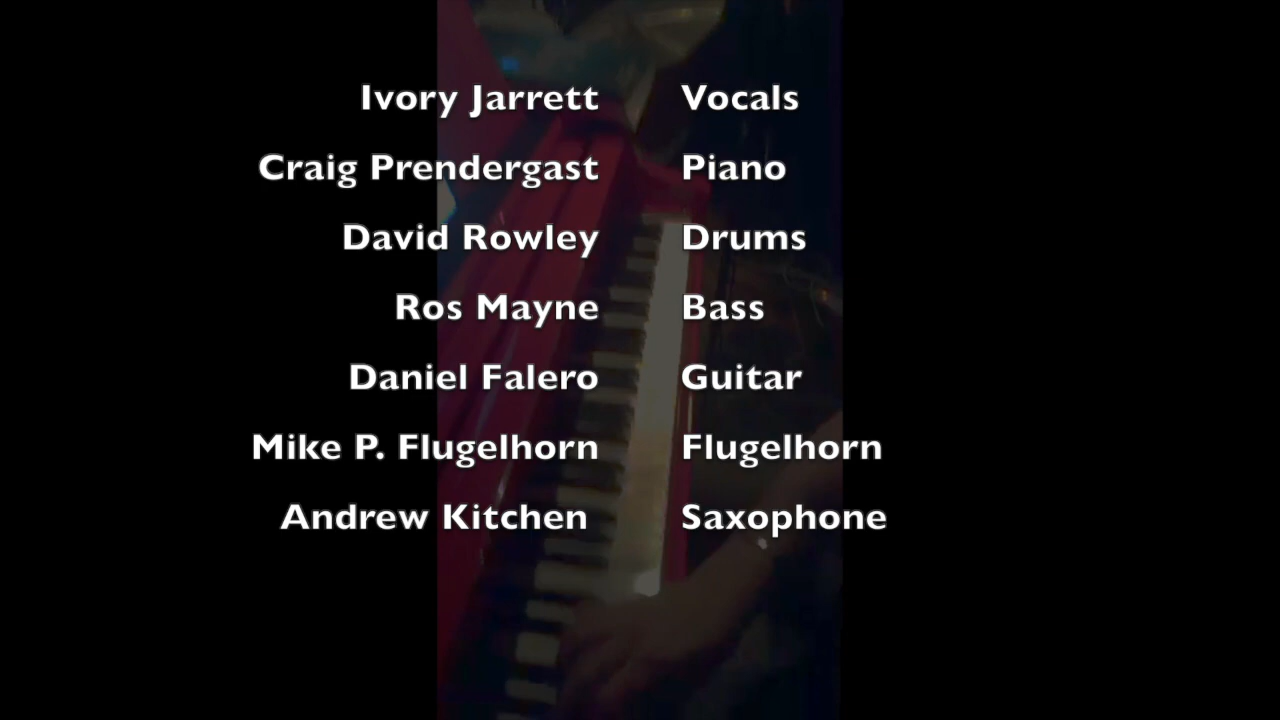 Ivory Jarrett Vocals
Craig Prendergast Piano
David Rowley Drums
Ros Mayne Bass
Daniel Falero Guitar
Mike P. Flugelhorn Flugelhorn
Andrew Kitchen Saxophone